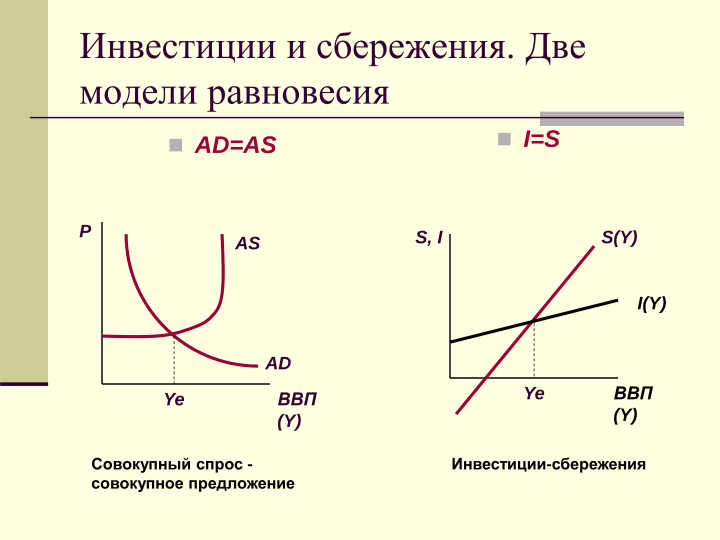 Инвестиции и сбережения. Две
модели равновесия
AD=AS
I=S
P
AS
AD
Ye
ВВП
(Y)
S, I
S(Y)
I(Y)
Ye
ВВП
(Y)
Совокупный спрос -
совокупное предложение
Инвестиции-сбережения